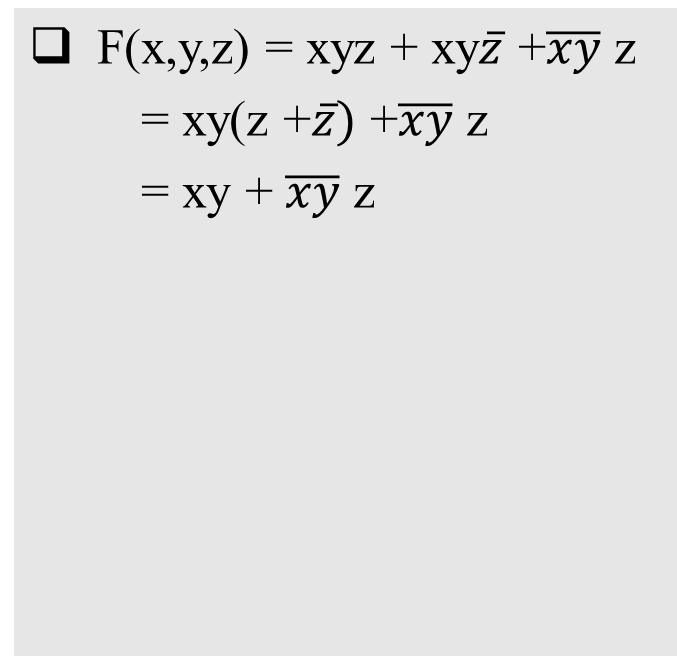 ❑ F(x,y,z) = xyz + xyz̅ +x̅y̅ z
= xy(z +z̅) +x̅y̅ z
= xy + x̅y̅ z